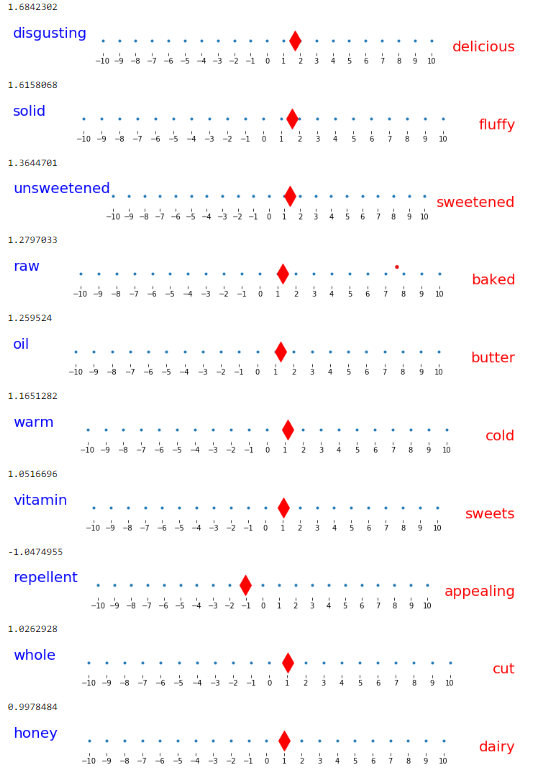 1.6842302
disgusting delicious
−10 −9 −8 −7 −6 −5 −4 −3 −2 −1 0 1 2 3 4 5 6 7 8 9 10
1.6158068
solid fluffy
−10 −9 −8 −7 −6 −5 −4 −3 −2 −1 0 1 2 3 4 5 6 7 8 9 10
1.3644701
unsweetened sweetened
−10 −9 −8 −7 −6 −5 −4 −3 −2 −1 0 1 2 3 4 5 6 7 8 9 10
1.2797033
raw baked
−10 −9 −8 −7 −6 −5 −4 −3 −2 −1 0 1 2 3 4 5 6 7 8 9 10
1.259524
oil butter
−10 −9 −8 −7 −6 −5 −4 −3 −2 −1 0 1 2 3 4 5 6 7 8 9 10
1.1651282
warm cold
−10 −9 −8 −7 −6 −5 −4 −3 −2 −1 0 1 2 3 4 5 6 7 8 9 10
1.0516696
vitamin sweets
−10 −9 −8 −7 −6 −5 −4 −3 −2 −1 0 1 2 3 4 5 6 7 8 9 10
-1.0474955
repellent appealing
−10 −9 −8 −7 −6 −5 −4 −3 −2 −1 0 1 2 3 4 5 6 7 8 9 10
1.0262928
whole cut
−10 −9 −8 −7 −6 −5 −4 −3 −2 −1 0 1 2 3 4 5 6 7 8 9 10
0.9978484
honey dairy
−10 −9 −8 −7 −6 −5 −4 −3 −2 −1 0 1 2 3 4 5 6 7 8 9 10